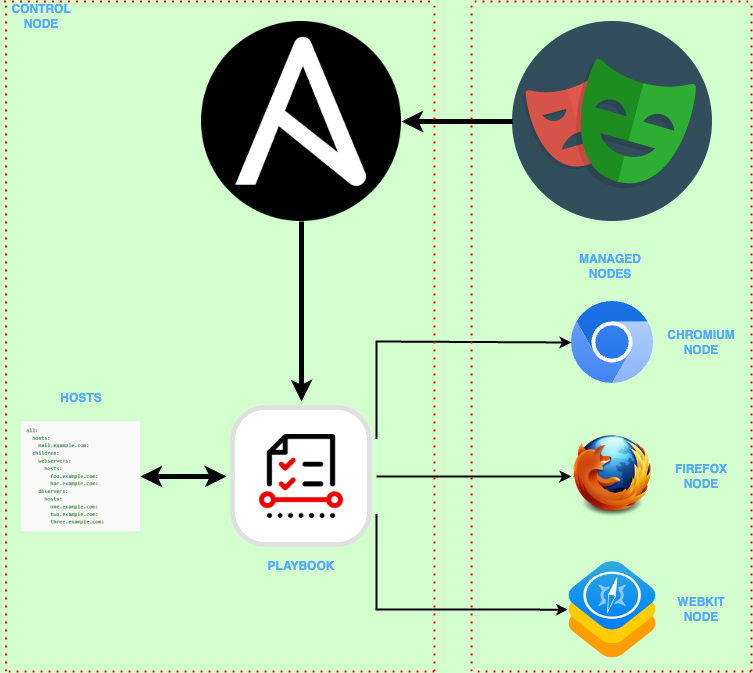 CONTROL
NODE
MANAGED
NODES
CHROMIUM
NODE
HOSTS
all:
hosts:
mail.example.com:
children:
webservers:
hosts:
foo.example.com:
bar.example.com:
dbservers:
hosts:
one.example.com:
two.example.com:
three.example.com:
FIREFOX
NODE
PLAYBOOK
WEBKIT
NODE